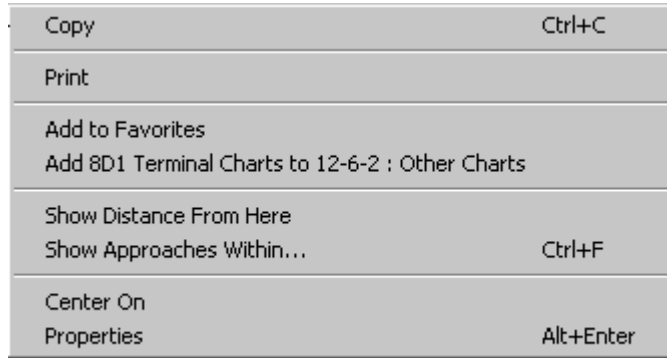 Copy Ctrl+C
Print
Add to Favorites
Add 8D1 Terminal Charts to 12-6-2 : Other Charts
Show Distance From Here
Show Approaches Within... Ctrl+F
Center On
Properties Alt+Enter